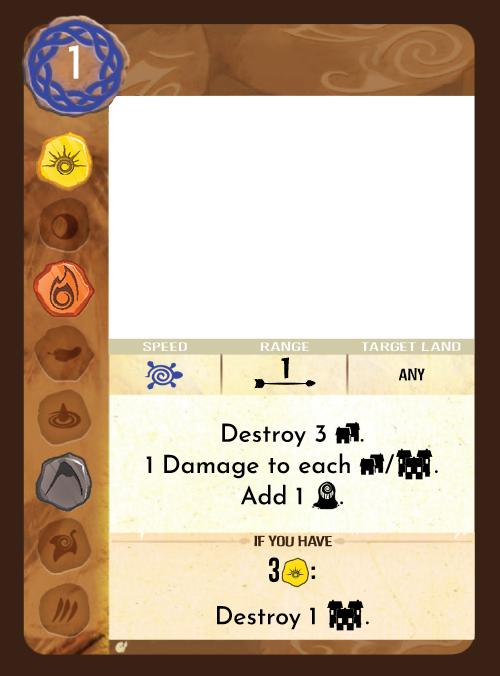 1
SPEED RANGE TARGET LAND
1 ANY
Destroy 3 .
1 Damage to each / .
Add 1 .
IF YOU HAVE
3 :
Destroy 1 .